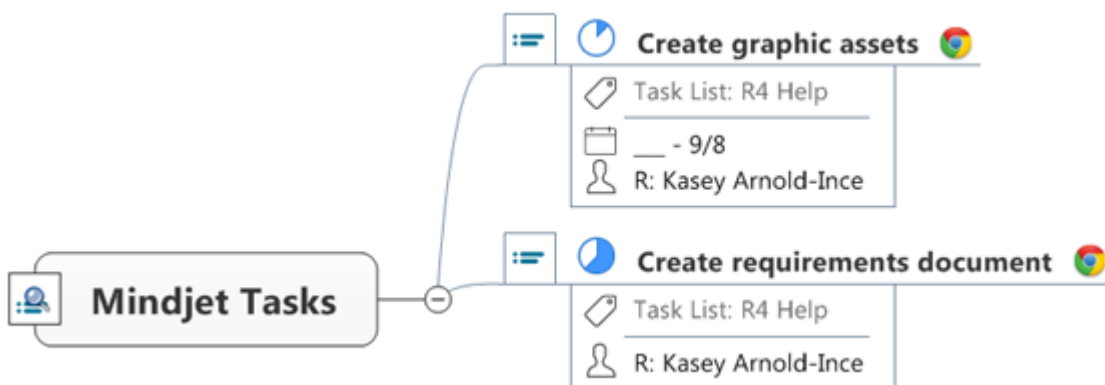 Create graphic assets
Task List: R4 Help
___ - 9/8
R: Kasey Arnold-Ince
Create requirements document
Mindjet Tasks
Task List: R4 Help
R: Kasey Arnold-Ince